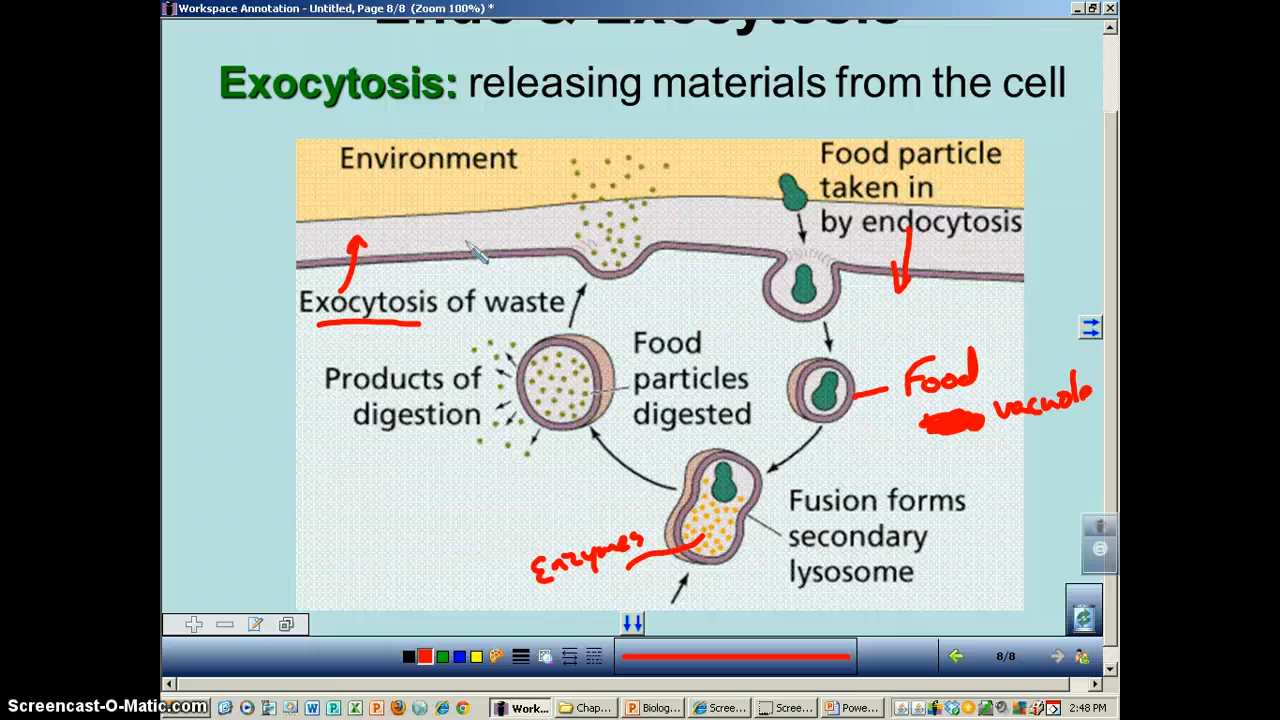 Workspace Annotation - Untitled, Page 8/8 (Zoom 100%) *
Endo & Exocytosis
Exocytosis: releasing materials from the cell
Environment
Food particle
taken in
by endocytosis
Exocytosis of waste
Food
particles
digested
Products of
digestion
Food
vacuole
Fusion forms
secondary
lysosome
Enzymes
8/8
Screencast-O-Matic.com
Work...
Chap...
Biolog...
Scree...
Scree...
Powe...
2:48 PM